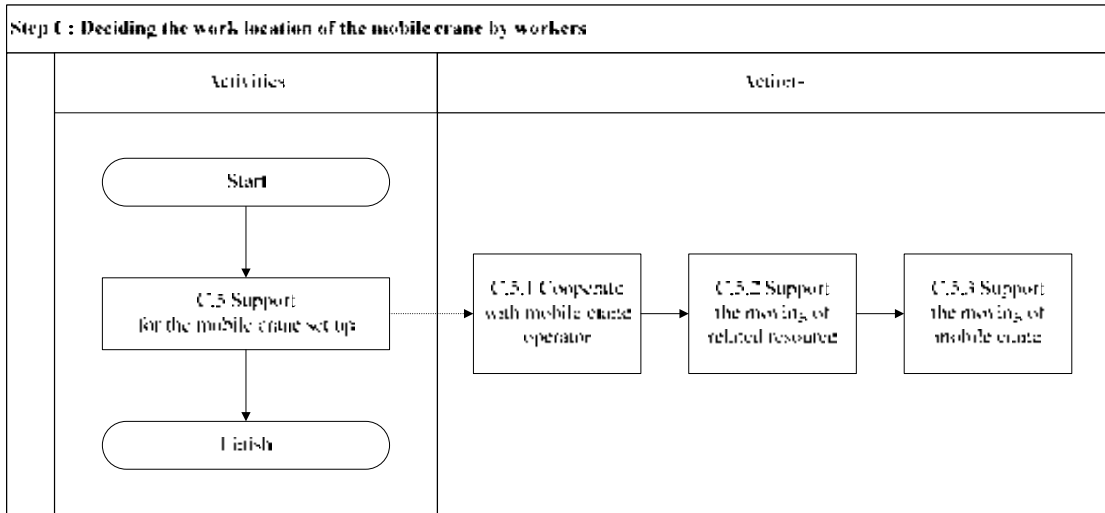 Step C : Deciding the work location of the mobile crane by workers
Activities
Actions
Start
C.5 Support
for the mobile crane set up
C.5.1 Cooperate
with mobile crane
operator
C.5.2 Support
the moving of
related resource
C.5.3 Support
the moving of
mobile crane
Finish